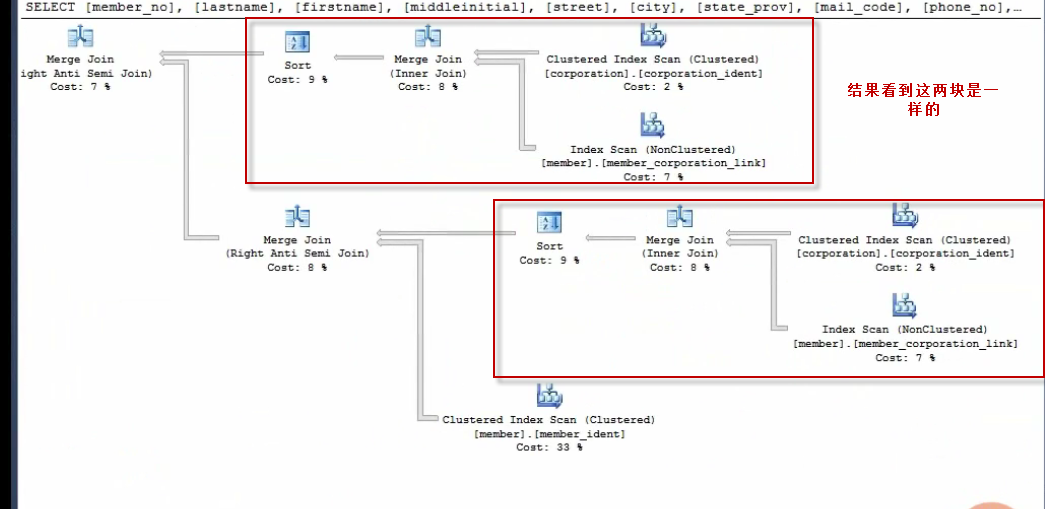 SELECT [member_no], [lastname], [firstname], [middleinitial], [street], [city], [state_prov], [mail_code], [phone_no],…
Merge Join
ight Anti Semi Join)
Cost: 7 %
Sort
Cost: 9 %
Merge Join
(Inner Join)
Cost: 8 %
Clustered Index Scan (Clustered)
[corporation].[corporation_ident]
Cost: 2 %
结果看到这两块是一
样的
Index Scan (NonClustered)
[member].[member_corporation_link]
Cost: 7 %
Merge Join
(Right Anti Semi Join)
Cost: 8 %
Sort
Cost: 9 %
Merge Join
(Inner Join)
Cost: 8 %
Clustered Index Scan (Clustered)
[corporation].[corporation_ident]
Cost: 2 %
Index Scan (NonClustered)
[member].[member_corporation_link]
Cost: 7 %
Clustered Index Scan (Clustered)
[member].[member_ident]
Cost: 33 %